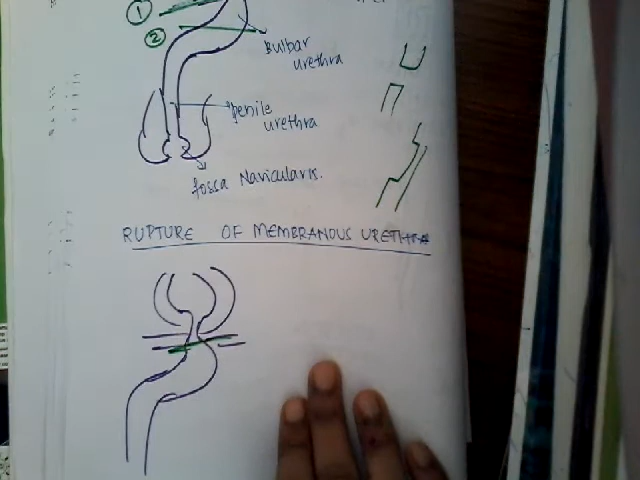 1
2
Bulbar
urethra
penile
urethra
fossa Navicularis.
RUPTURE OF MEMBRANOUS URETHRA